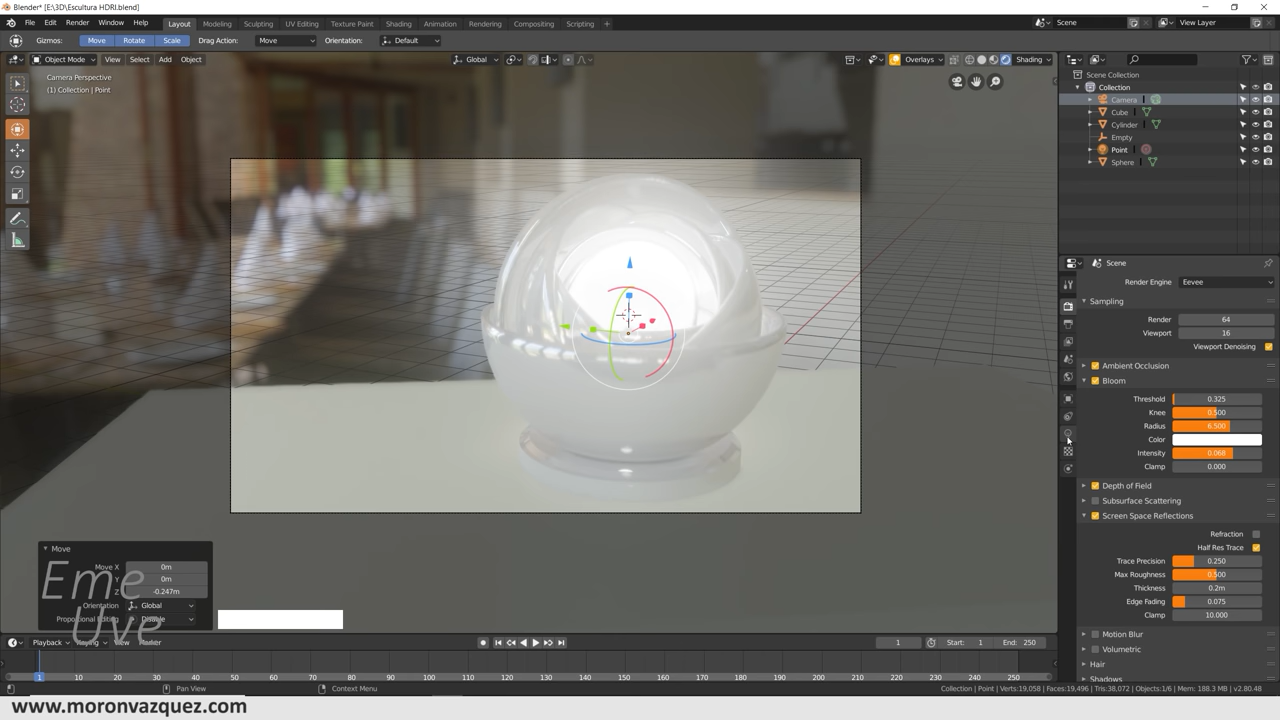 Blender* [E:\3D\Escultura HDRI.blend]
File Edit Render Window Help Layout Modeling Sculpting UV Editing Texture Paint Shading Animation Rendering Compositing Scripting + Scene View Layer
Gizmos: Move Rotate Scale Drag Action: Move Orientation: Default
Object Mode View Select Add Object Global Overlays Shading
Camera Perspective
(1) Collection | Point
Scene Collection
Collection
Camera
Cube
Cylinder
Empty
Point
Sphere
Scene
Render Engine Eevee
Sampling
Render 64
Viewport 16
Viewport Denoising
Ambient Occlusion
Bloom
Threshold 0.325
Knee 0.500
Radius 6.500
Color
Intensity 0.068
Clamp 0.000
Depth of Field
Subsurface Scattering
Screen Space Reflections
Refraction
Half Res Trace
Trace Precision 0.250
Max Roughness 0.500
Thickness 0.2m
Edge Fading 0.075
Clamp 10.000
Motion Blur
Volumetric
Hair
Shadows
Move
Move X 0m
Y 0m
Z -0.247m
Orientation Global
Proportional Editing Disable
Eme
Uve
Playback Keying View Marker 1 Start: 1 End: 250
1 10 20 30 40 50 60 70 80 90 100 110 120 130 140 150 160 170 180 190 200 210 220 230 240 250
Pan View Context Menu Collection | Point | Verts:19,058 | Faces:19,496 | Tris:38,072 | Objects:1/6 | Mem: 188.3 MB | v2.80.48
www.moronvazquez.com